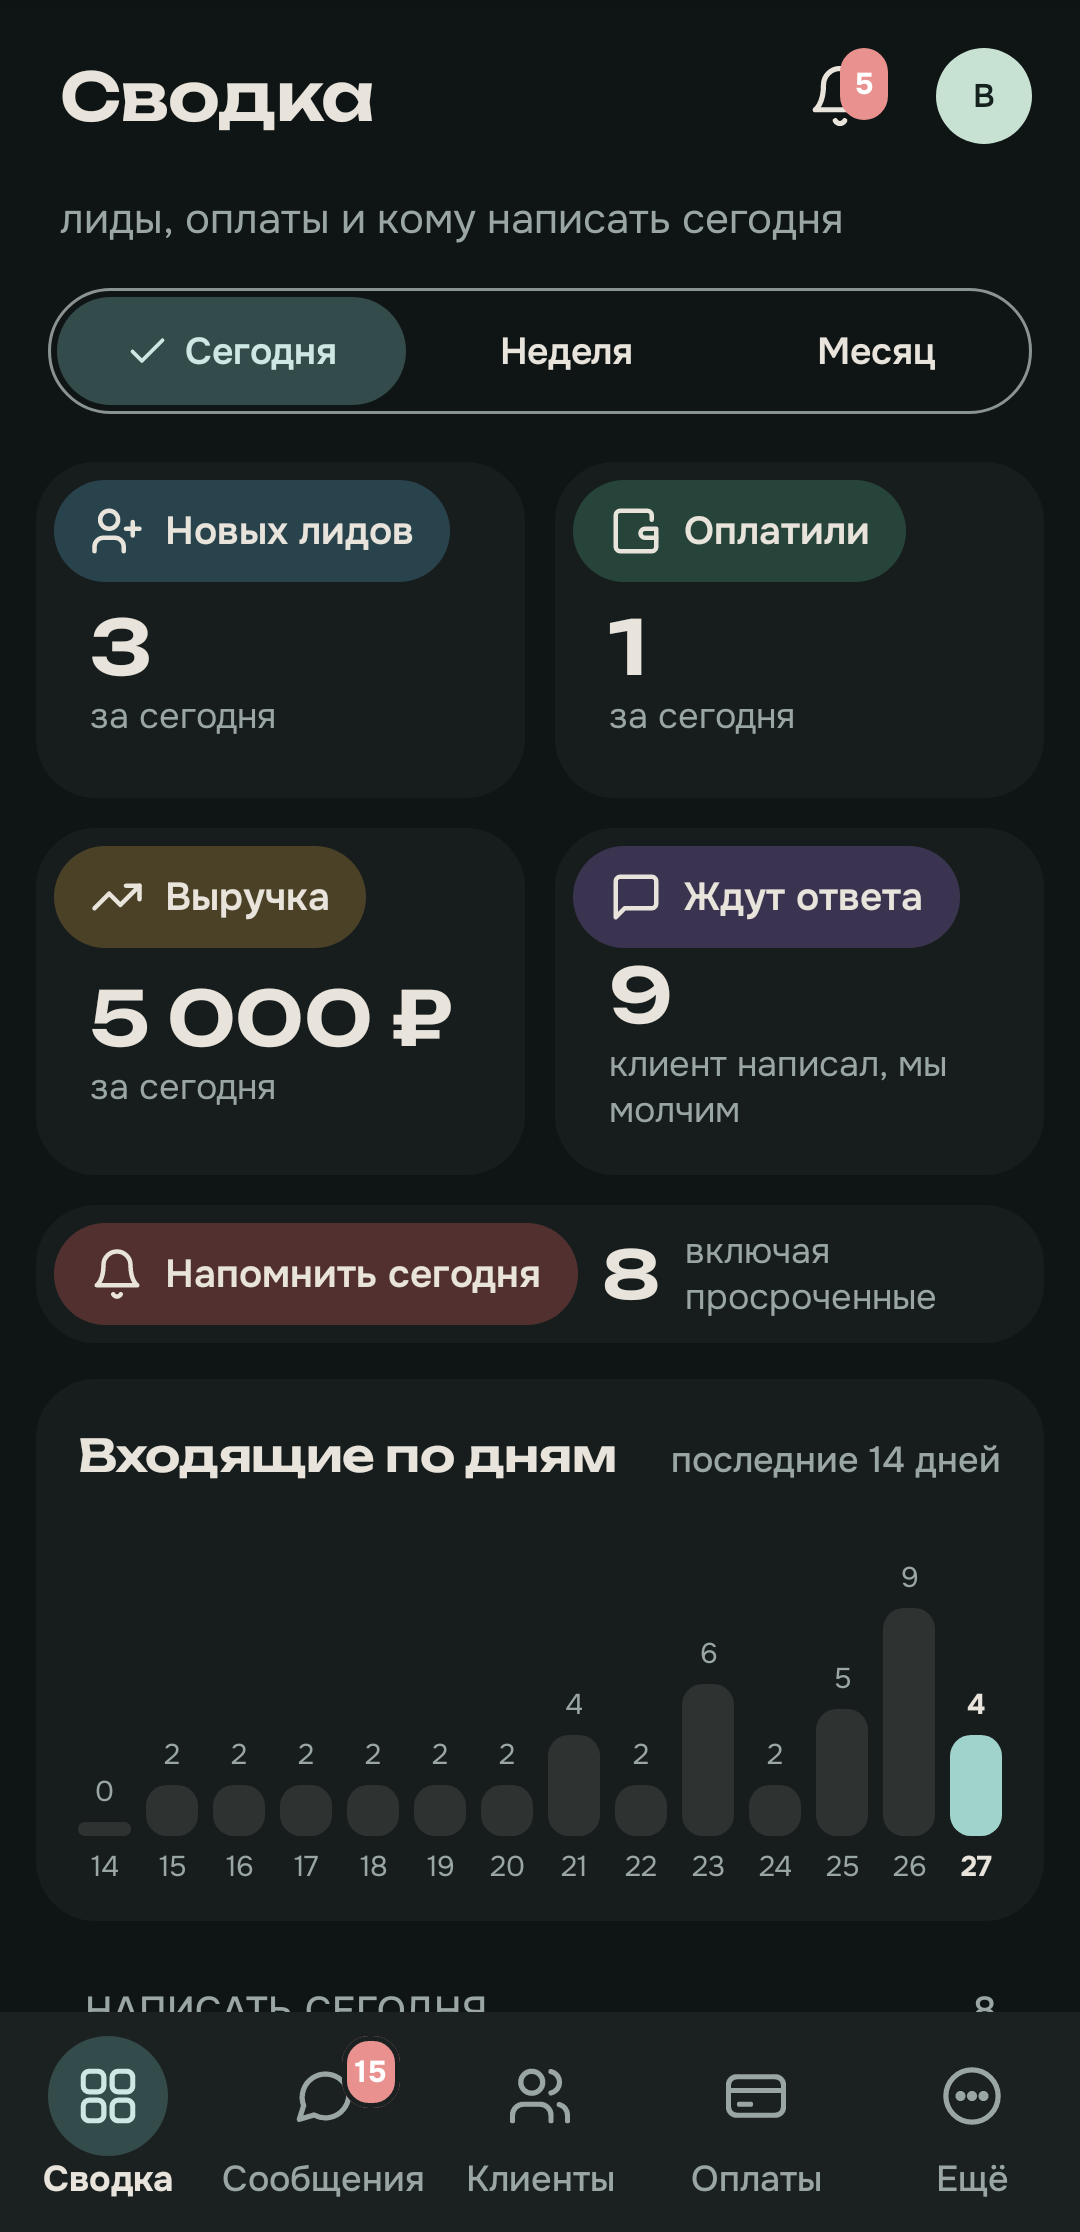 Сводка
5
B
лиды, оплаты и кому написать сегодня
Сегодня
Неделя
Месяц
Новых лидов
3
за сегодня
Оплатили
1
за сегодня
Выручка
5 000 ₽
за сегодня
Ждут ответа
9
клиент написал, мы
молчим
Напомнить сегодня
8
включая
просроченные
Входящие по дням
последние 14 дней
0 2 2 2 2 2 2 4 2 6 2 5 9 4
14 15 16 17 18 19 20 21 22 23 24 25 26 27
НАПИСАТЬ СЕГОДНЯ
8
15
Сводка
Сообщения
Клиенты
Оплаты
Ещё